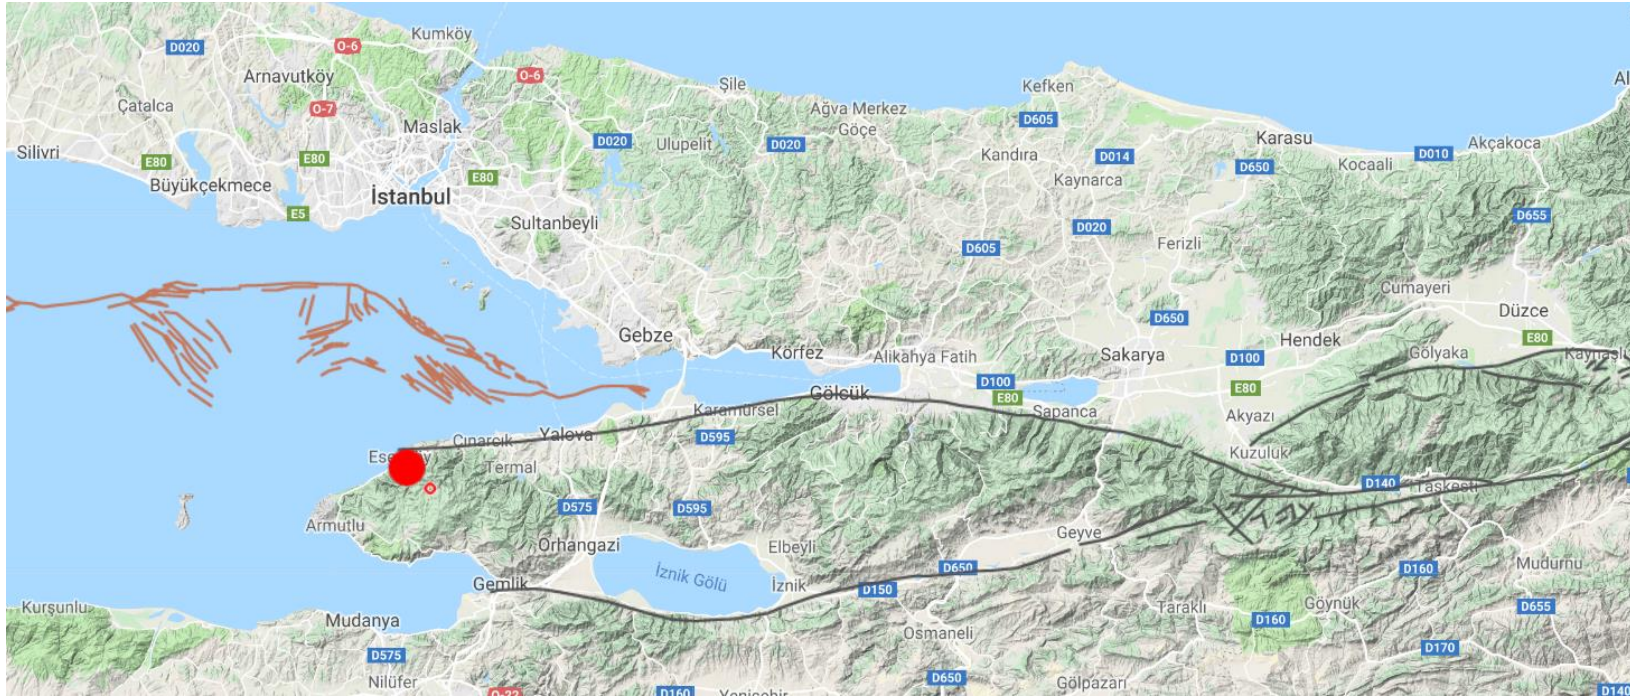 Kumköy
D020
O-6
O-6
Arnavutköy
Şile
Kefken
Çatalca
O-7
Ağva Merkez
Göçe
D605
Maslak
Karasu
Silivri
E80
E80
D020
Ulupelit
D020
Kandıra
D014
D650
Kocaali
D010
Akçakoca
Büyükçekmece
E80
Kaynarca
İstanbul
E5
Sultanbeyli
D020
D655
D605
Ferizli
Cumayeri
D650
Düzce
Gebze
Körfez
Alikahya Fatih
Sakarya
D100
Hendek
Gölyaka
E80
D100
E80
E80
Gölcük
Karamürsel
Sapanca
Akyazı
Çınarcık
Yalova
D595
Kuzuluk
Termal
D140
Taşkesti
D575
D595
Armutlu
Geyve
Orhangazi
Elbeyli
D650
D160
Mudurnu
Gemlik
İznik Gölü
İznik
D150
Kurşunlu
Mudanya
Taraklı
Göynük
D655
D160
Osmaneli
D575
D170
Nilüfer
D650
Gölpazarı
O-22
D160
Yenişehir
D140